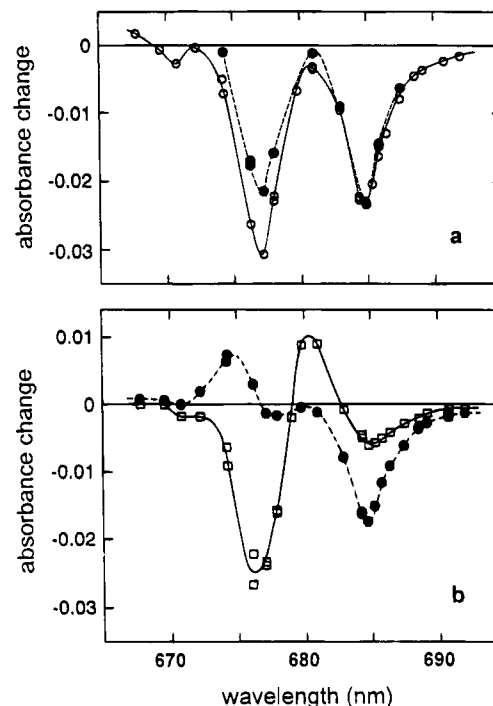 0
-0.01
-0.02
-0.03
absorbance change
a
0.01
0
-0.01
-0.02
-0.03
absorbance change
b
670
680
690
wavelength (nm)